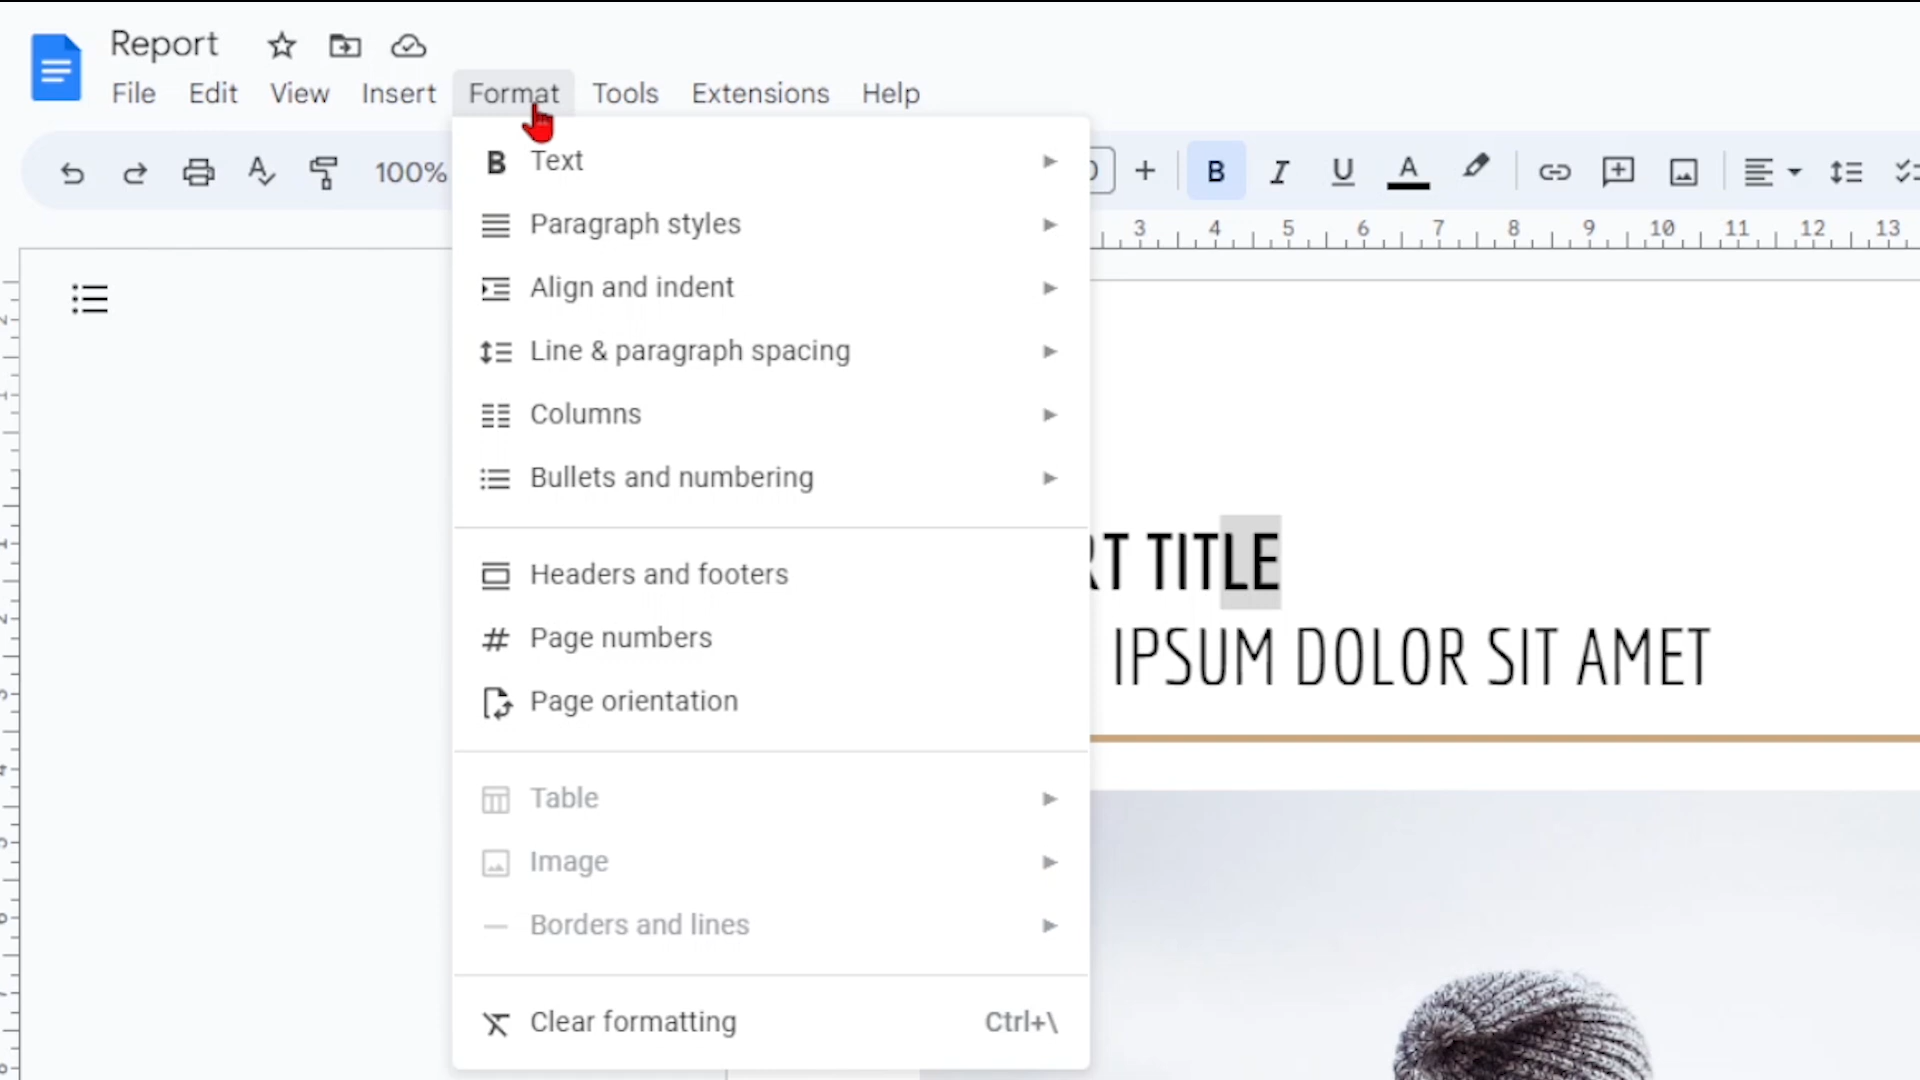 Report
File Edit View Insert Format Tools Extensions Help
100%
B Text
Paragraph styles
Align and indent
Line & paragraph spacing
Columns
Bullets and numbering
Headers and footers
# Page numbers
Page orientation
Table
Image
Borders and lines
Clear formatting Ctrl+\
B I U A
3 4 5 6 7 8 9 10 11 12 13
RT TITLE
IPSUM DOLOR SIT AMET